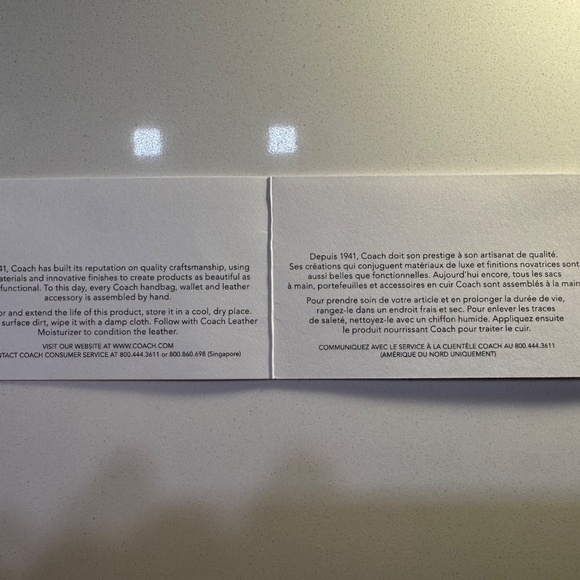 41, Coach has built its reputation on quality craftsmanship, using
materials and innovative finishes to create products as beautiful as
functional. To this day, every Coach handbag, wallet and leather
accessory is assembled by hand.
or and extend the life of this product, store it in a cool, dry place.
surface dirt, wipe it with a damp cloth. Follow with Coach Leather
Moisturizer to condition the leather.
VISIT OUR WEBSITE AT WWW.COACH.COM
NTACT COACH CONSUMER SERVICE AT 800.444.3611 or 800.860.698 (Singapore)
Depuis 1941, Coach doit son prestige à son artisanat de qualité.
Ses créations qui conjuguent matériaux de luxe et finitions novatrices sont
aussi belles que fonctionnelles. Aujourd'hui encore, tous les sacs
à main, portefeuilles et accessoires en cuir Coach sont assemblés à la main
Pour prendre soin de votre article et en prolonger la durée de vie,
rangez-le dans un endroit frais et sec. Pour enlever les traces
de saleté, nettoyez-le avec un chiffon humide. Appliquez ensuite
le produit nourrissant Coach pour traiter le cuir.
COMMUNIQUEZ AVEC LE SERVICE À LA CLIENTÈLE COACH AU 800.444.3611
(AMÉRIQUE DU NORD UNIQUEMENT)